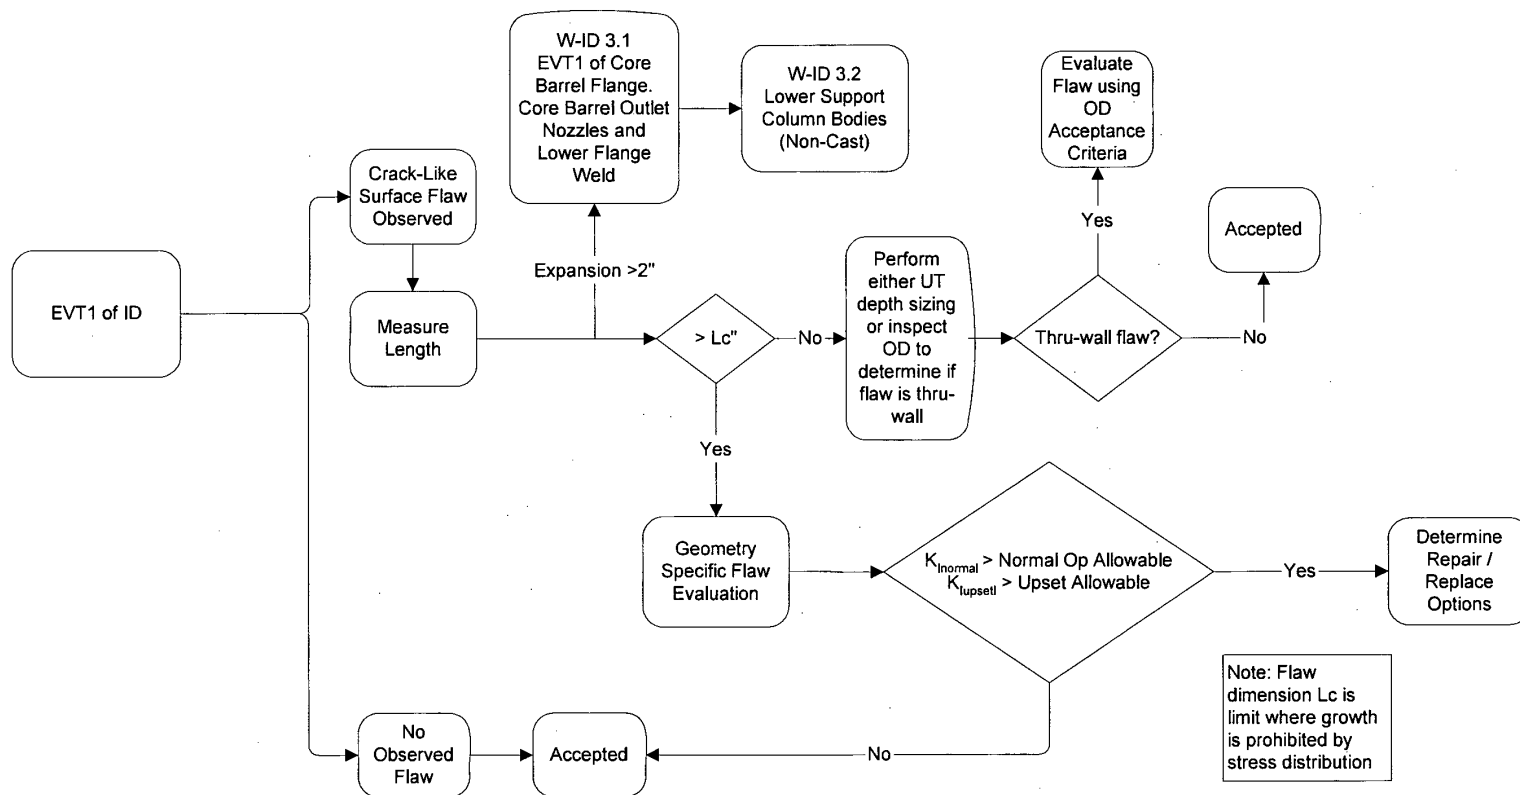 W-ID 3.1
EVT1 of Core
Barrel Flange.
Core Barrel Outlet
Nozzles and
Lower Flange
Weld
W-ID 3.2
Lower Support
Column Bodies
(Non-Cast)
Evaluate
Flaw using
OD
Acceptance
Criteria
Crack-Like
Surface Flaw
Observed
Yes
Accepted
EVT1 of ID
Expansion >2"
Measure
Length
> Lc"
No
Perform
either UT
depth sizing
or inspect
OD to
determine if
flaw is thru-
wall
Thru-wall flaw?
No
Yes
Geometry
Specific Flaw
Evaluation
KInormal > Normal Op Allowable
KIupsetl > Upset Allowable
Yes
Determine
Repair /
Replace
Options
Note: Flaw
dimension Lc is
limit where growth
is prohibited by
stress distribution
No
Observed
Flaw
Accepted
No